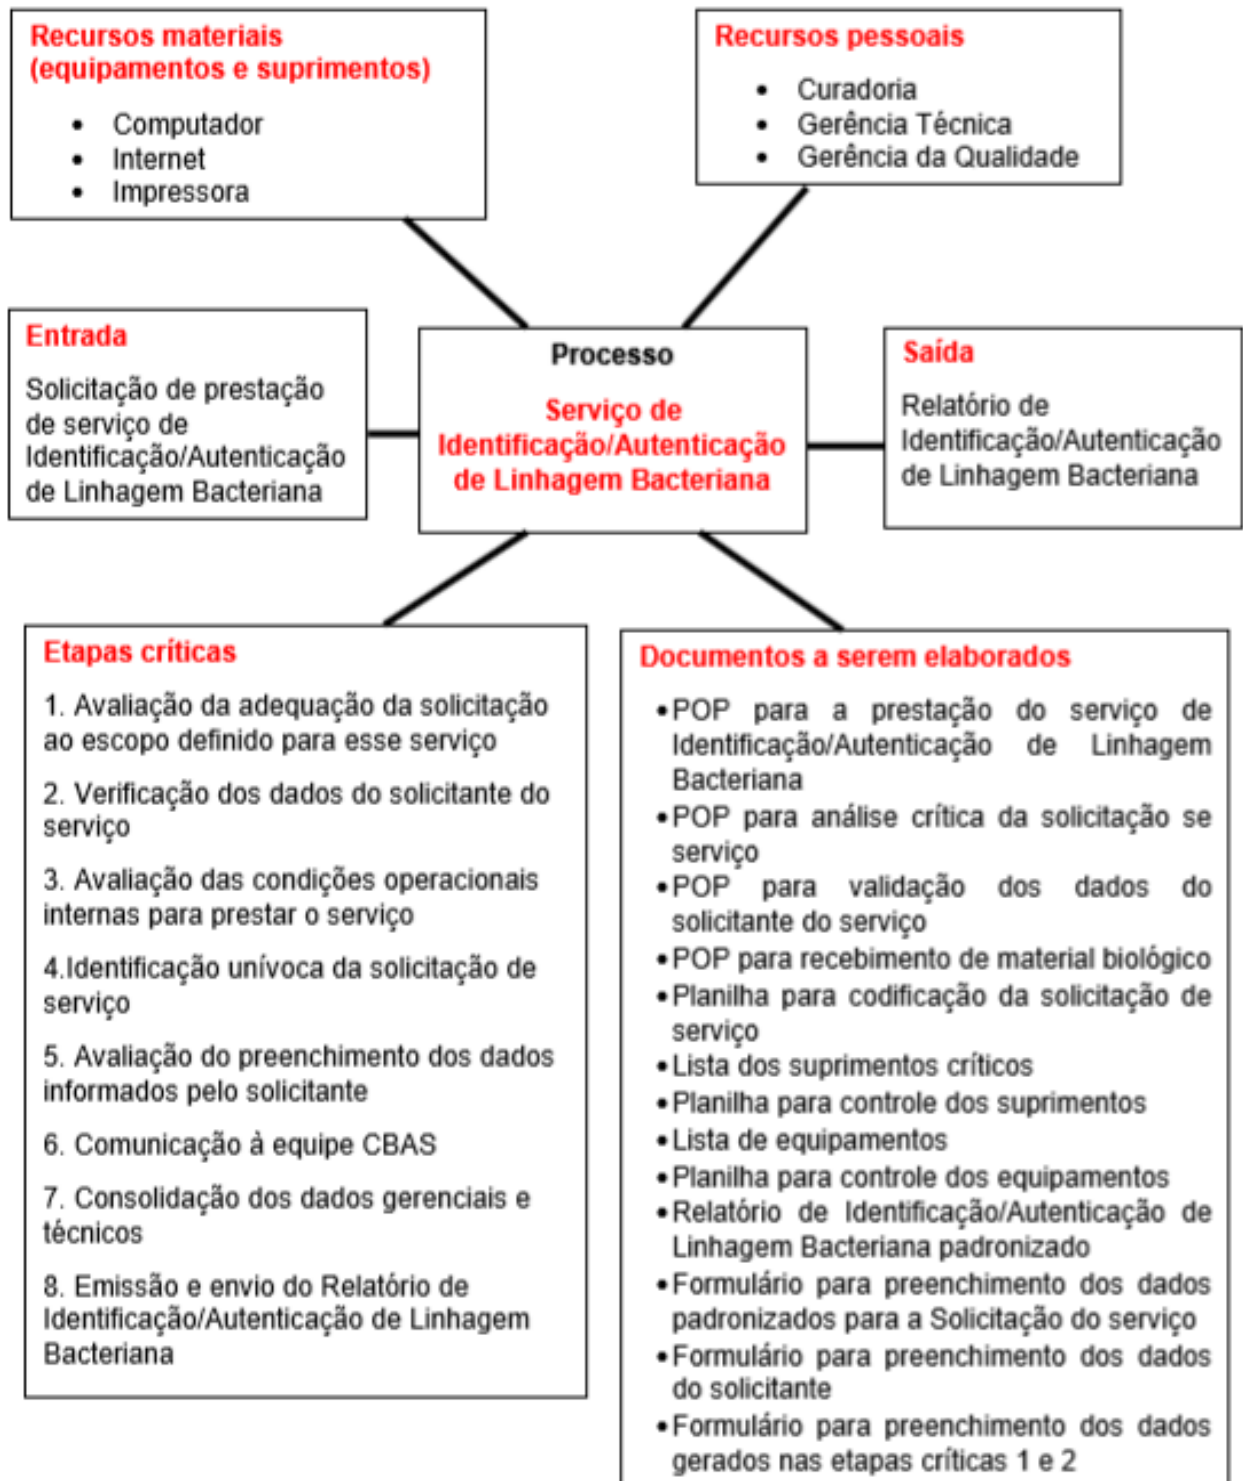 Recursos materiais
(equipamentos e suprimentos)
• Computador
• Internet
• Impressora
Recursos pessoais
• Curadoria
• Gerência Técnica
• Gerência da Qualidade
Entrada
Solicitação de prestação
de serviço de
Identificação/Autenticação
de Linhagem Bacteriana
Processo
Serviço de
Identificação/Autenticação
de Linhagem Bacteriana
Saída
Relatório de
Identificação/Autenticação
de Linhagem Bacteriana
Etapas críticas
1. Avaliação da adequação da solicitação
ao escopo definido para esse serviço
2. Verificação dos dados do solicitante do
serviço
3. Avaliação das condições operacionais
internas para prestar o serviço
4.Identificação unívoca da solicitação de
serviço
5. Avaliação do preenchimento dos dados
informados pelo solicitante
6. Comunicação à equipe CBAS
7. Consolidação dos dados gerenciais e
técnicos
8. Emissão e envio do Relatório de
Identificação/Autenticação de Linhagem
Bacteriana
Documentos a serem elaborados
•POP para a prestação do serviço de
Identificação/Autenticação de Linhagem
Bacteriana
•POP para análise crítica da solicitação se
serviço
•POP para validação dos dados do
solicitante do serviço
•POP para recebimento de material biológico
•Planilha para codificação da solicitação de
serviço
•Lista dos suprimentos críticos
•Planilha para controle dos suprimentos
•Lista de equipamentos
•Planilha para controle dos equipamentos
•Relatório de Identificação/Autenticação de
Linhagem Bacteriana padronizado
•Formulário para preenchimento dos dados
padronizados para a Solicitação do serviço
•Formulário para preenchimento dos dados
do solicitante
•Formulário para preenchimento dos dados
gerados nas etapas críticas 1 e 2